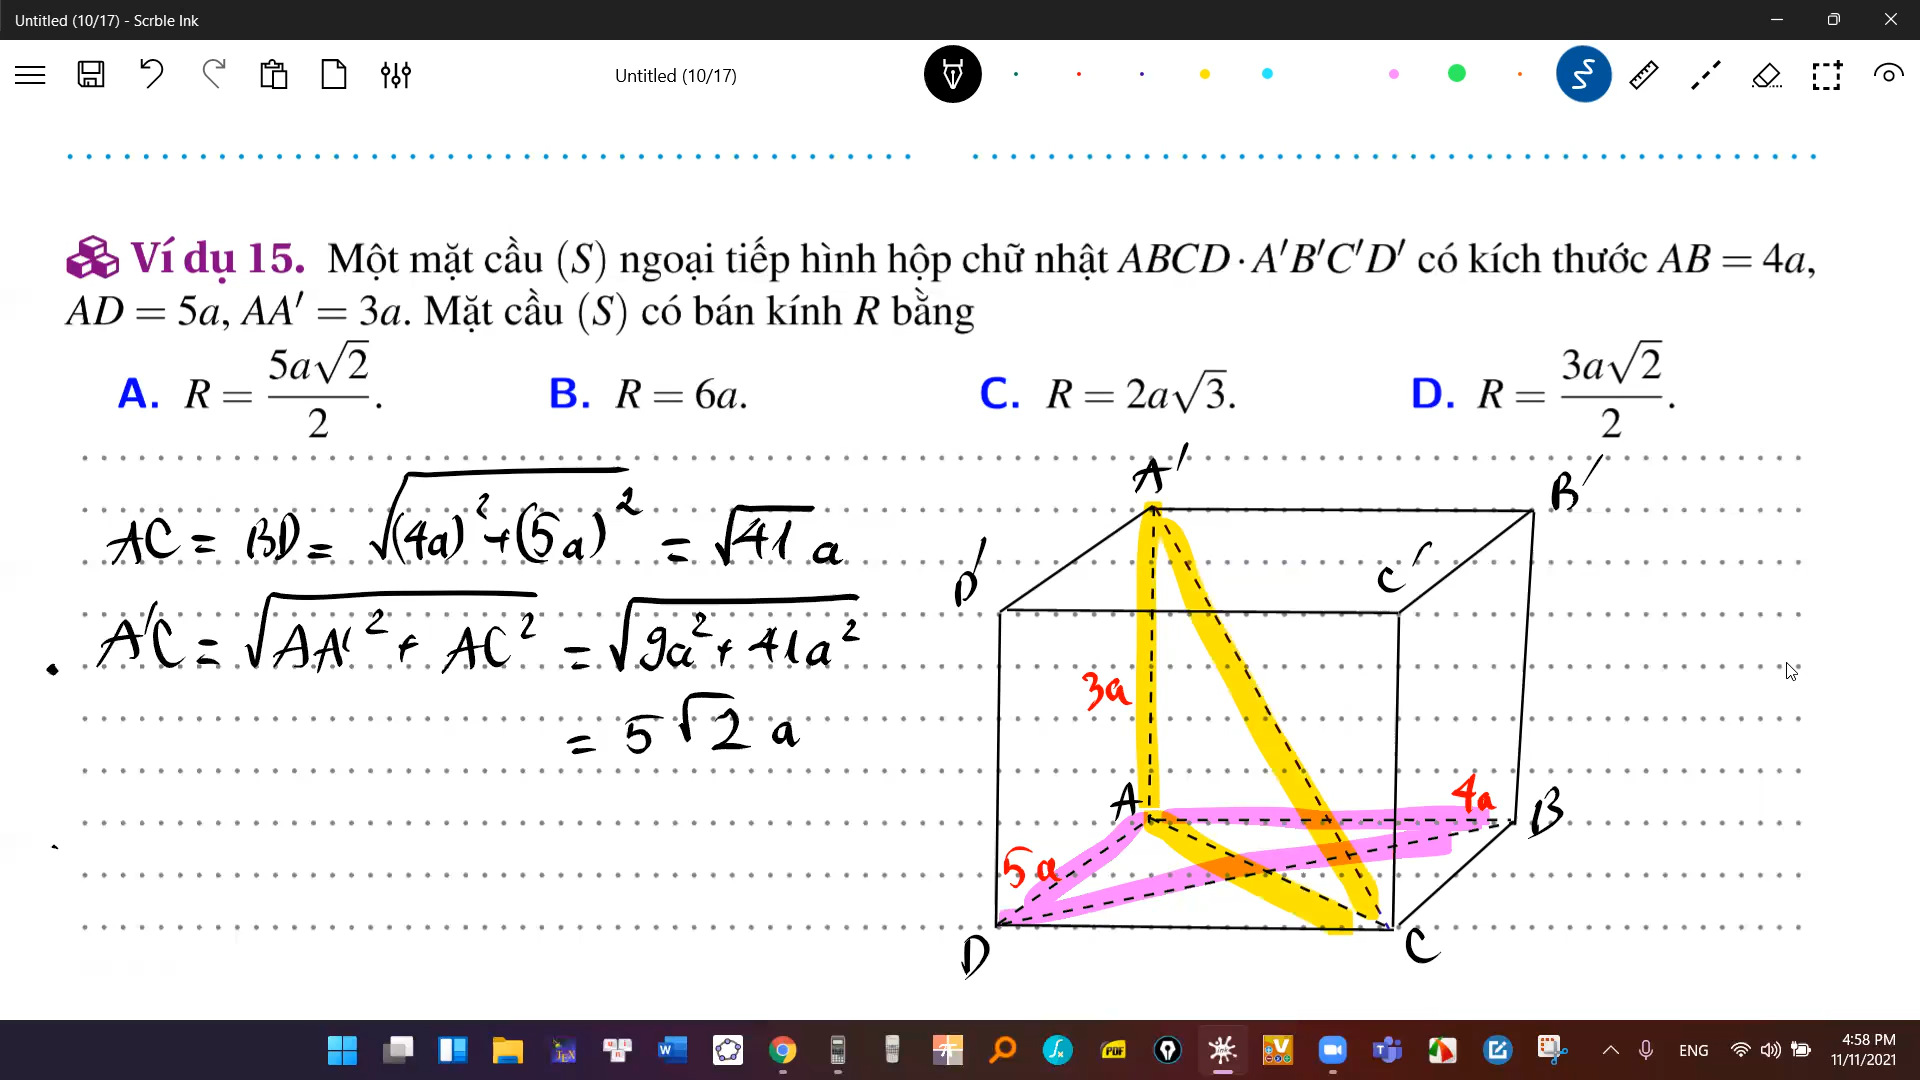 Untitled (10/17) - Scrble Ink
Untitled (10/17)
Ví dụ 15. Một mặt cầu (S) ngoại tiếp hình hộp chữ nhật ABCD·A′B′C′D′ có kích thước AB = 4a,
AD = 5a, AA′ = 3a. Mặt cầu (S) có bán kính R bằng
A. R = 5a√2/2. B. R = 6a. C. R = 2a√3. D. R = 3a√2/2.
AC = BD = √((4a)² + (5a)²) = √41 a
A'C = √(AA'² + AC²) = √(9a² + 41a²)
= 5√2 a
A'
B'
D'
C'
3a
A
4a
B
5a
D
C
ENG
4:58 PM
11/11/2021